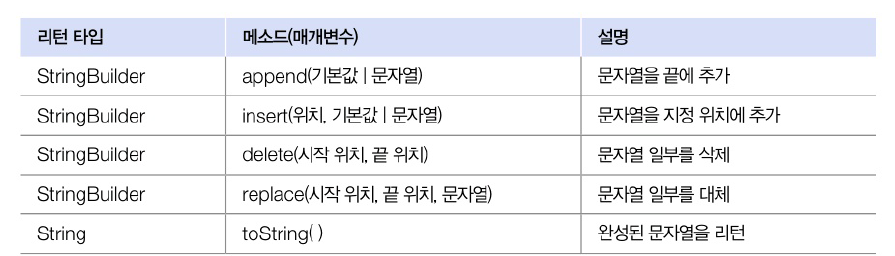 리턴 타입 메소드(매개변수) 설명
StringBuilder append(기본값 | 문자열) 문자열을 끝에 추가
StringBuilder insert(위치, 기본값 | 문자열) 문자열을 지정 위치에 추가
StringBuilder delete(시작 위치, 끝 위치) 문자열 일부를 삭제
StringBuilder replace(시작 위치, 끝 위치, 문자열) 문자열 일부를 대체
String toString( ) 완성된 문자열을 리턴